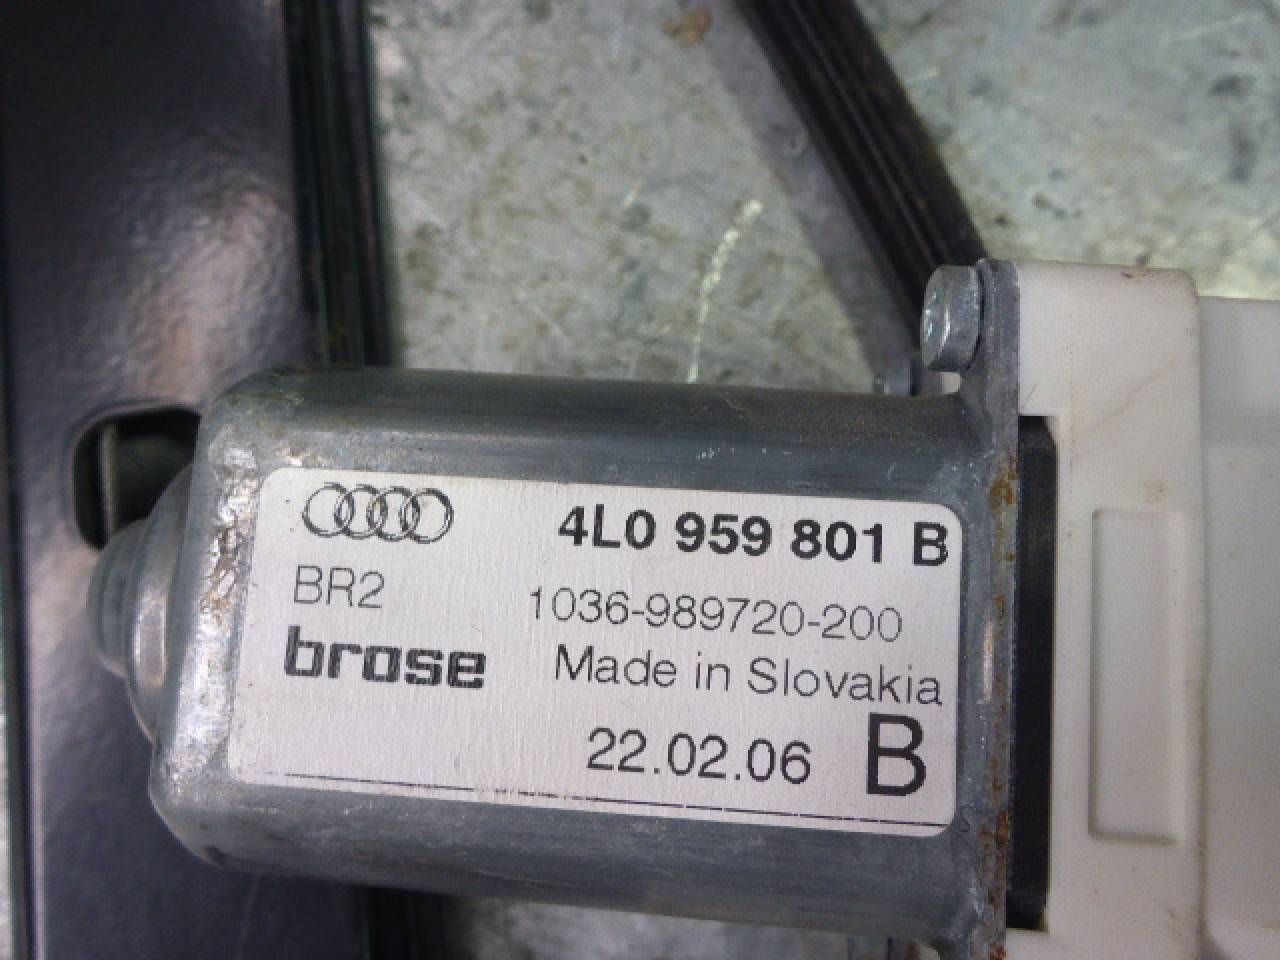 4L0 959 801 B
BR2 1036-989720-200
brose Made in Slovakia
22.02.06 B